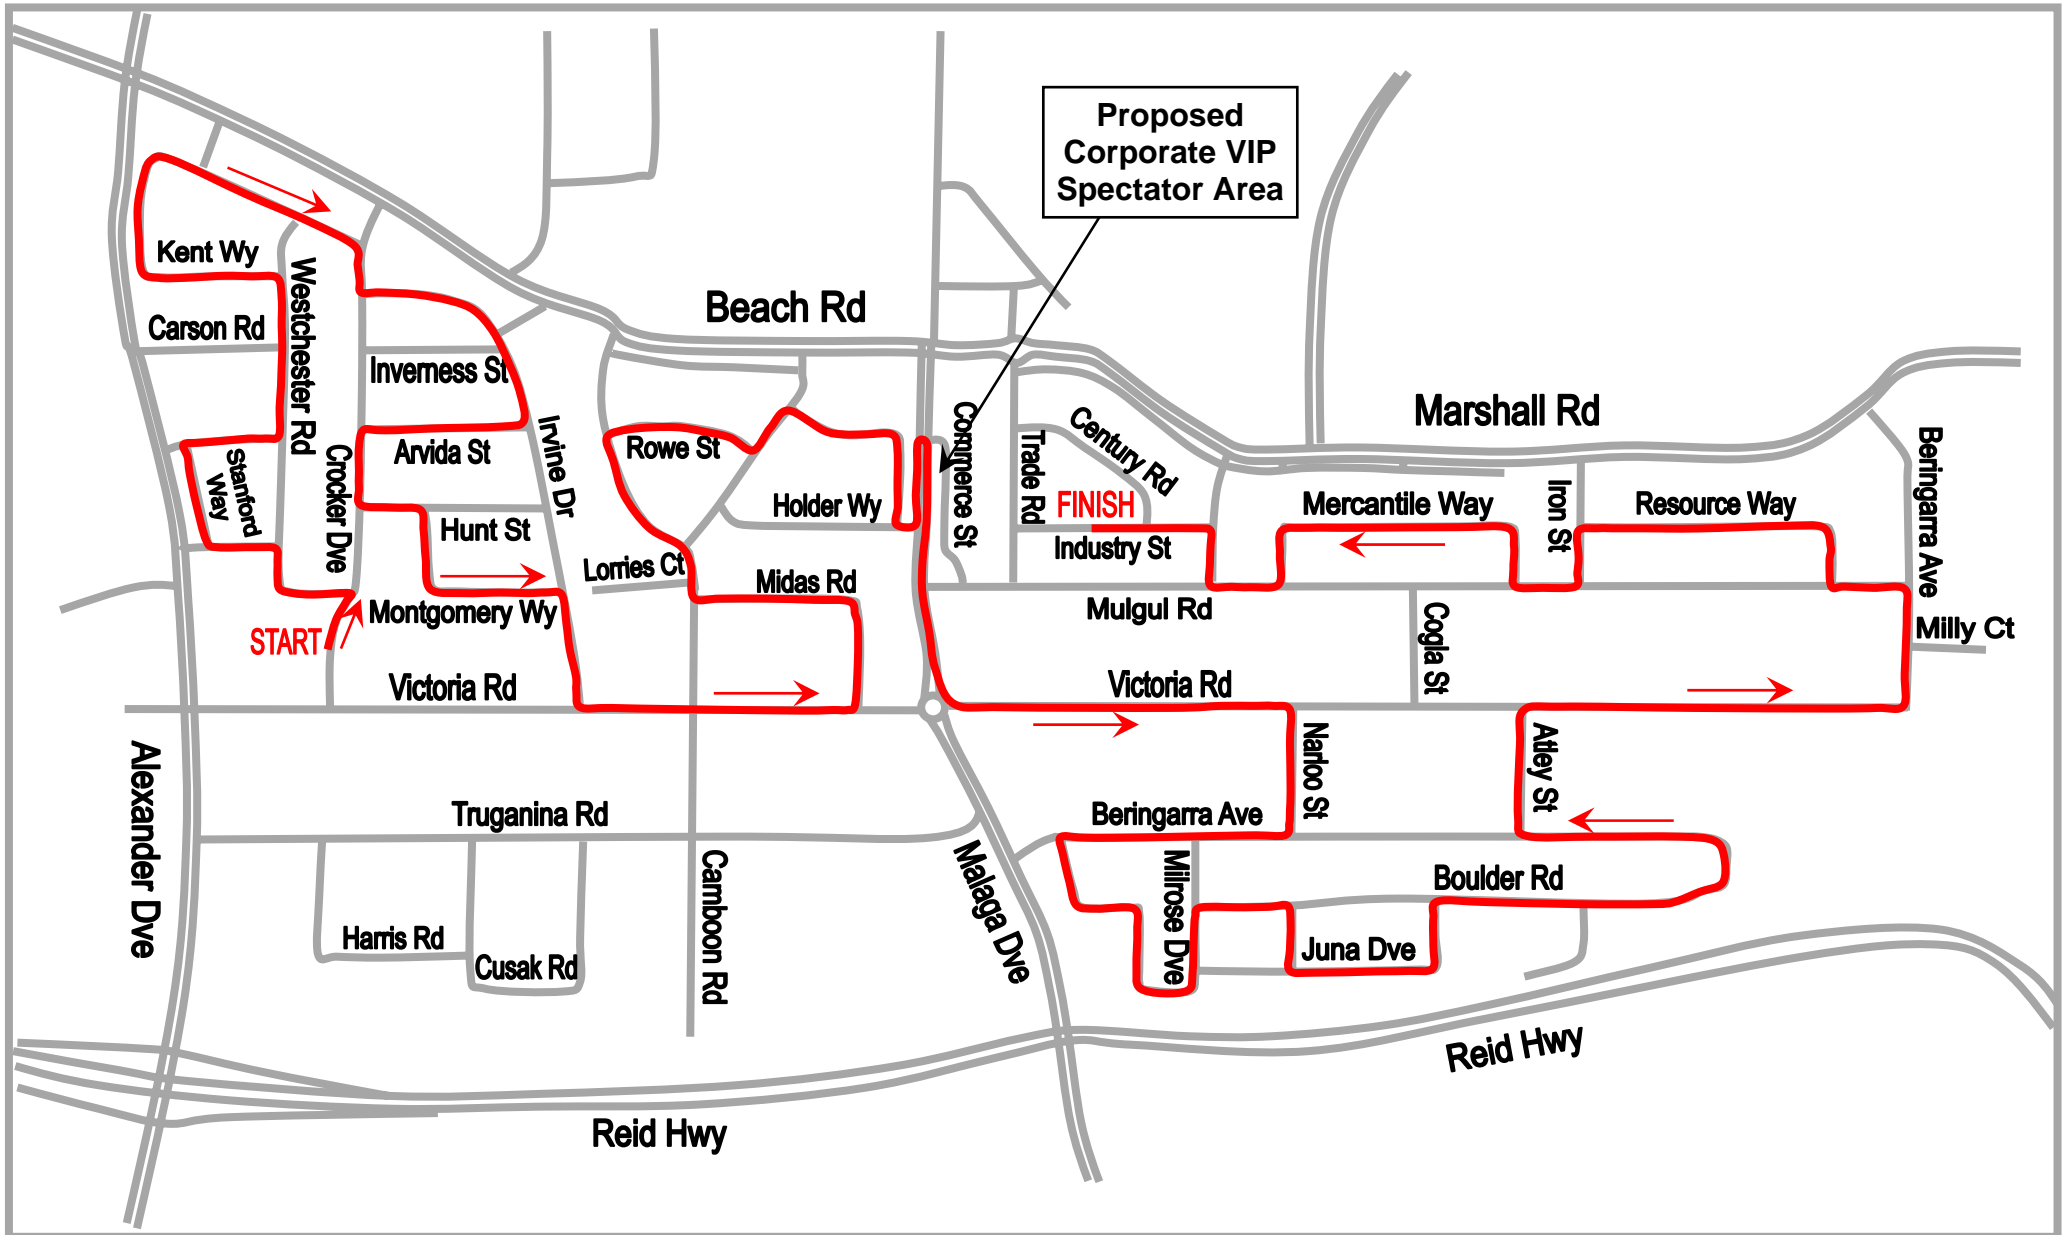 Proposed
Corporate VIP
Spectator Area
Kent Wy
Carson Rd
Westchester Rd
Beach Rd
Inverness St
Marshall Rd
Stanford
Way
Crocker Dve
Arvida St
Irvine Dr
Rowe St
Commerce St
Trade Rd
Century Rd
Beringarra Ave
Hunt St
Holder Wy
FINISH
Mercantile Way
Iron St
Resource Way
Industry St
Lorries Ct
Midas Rd
Montgomery Wy
START
Mulgul Rd
Cogla St
Milly Ct
Victoria Rd
Victoria Rd
Alexander Dve
Narloo St
Atley St
Truganina Rd
Beringarra Ave
Camboon Rd
Malaga Dve
Milrose Dve
Boulder Rd
Harris Rd
Cusak Rd
Juna Dve
Reid Hwy
Reid Hwy